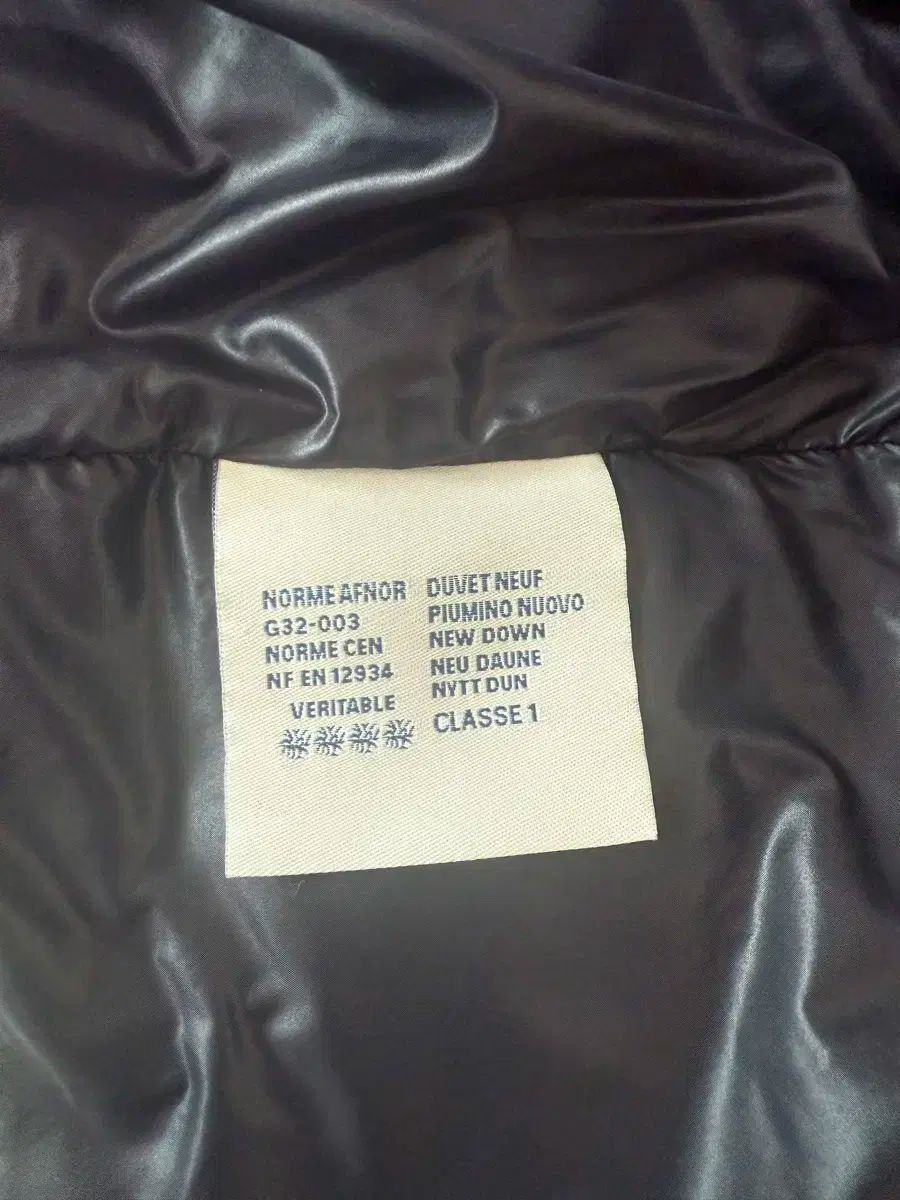 NORME AFNOR
G32-003
NORME CEN
NF EN 12934
VERITABLE
DUVET NEUF
PIUMINO NUOVO
NEW DOWN
NEU DAUNE
NYTT DUN
CLASSE 1